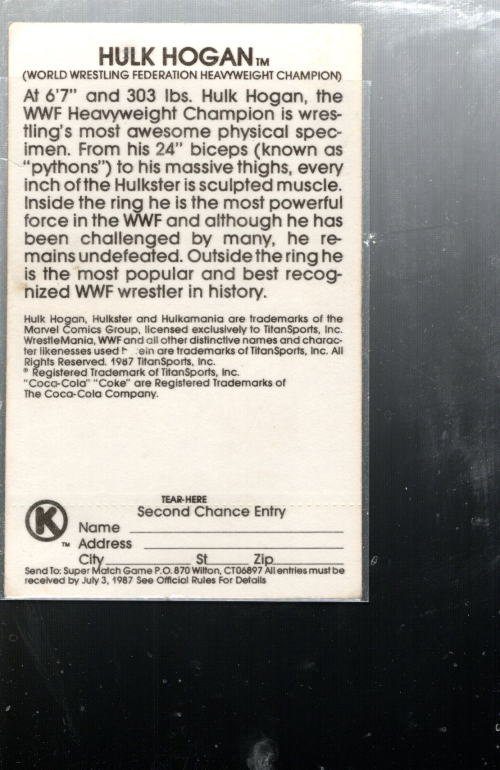 HULK HOGAN™
(WORLD WRESTLING FEDERATION HEAVYWEIGHT CHAMPION)
At 6'7" and 303 lbs. Hulk Hogan, the
WWF Heavyweight Champion is wres-
tling's most awesome physical spec-
imen. From his 24" biceps (known as
"pythons") to his massive thighs, every
inch of the Hulkster is sculpted muscle.
Inside the ring he is the most powerful
force in the WWF and although he has
been challenged by many, he re-
mains undefeated. Outside the ring he
is the most popular and best recog-
nized WWF wrestler in history.
Hulk Hogan, Hulkster and Hulkamania are trademarks of the
Marvel Comics Group, licensed exclusively to TitanSports, Inc.
WrestleMania, WWF and all other distinctive names and charac-
ter likenesses used h ein are trademarks of TitanSports, Inc. All
Rights Reserved. 1987 TitanSports, Inc.
® Registered Trademark of TitanSports, Inc.
"Coca-Cola" "Coke" are Registered Trademarks of
The Coca-Cola Company.
TEAR-HERE
Second Chance Entry
K™
Name
Address
City St Zip
Send To: Super Match Game P.O. 870 Wilton, CT06897 All entries must be
received by July 3, 1987 See Official Rules For Details